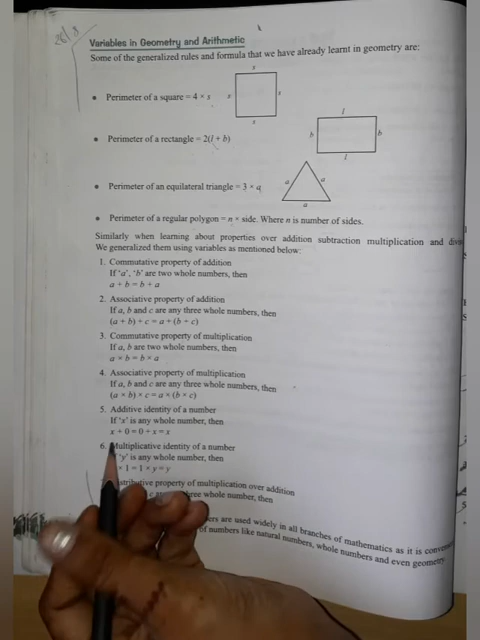 26/8
Variables in Geometry and Arithmetic
Some of the generalized rules and formula that we have already learnt in geometry are:
s
• Perimeter of a square = 4 × s
s
s
s
l
• Perimeter of a rectangle = 2(l + b)
b
b
l
a
a
• Perimeter of an equilateral triangle = 3 × a
a
• Perimeter of a regular polygon = n × side. Where n is number of sides.
Similarly when learning about properties over addition subtraction multiplication and
We generalized them using variables as mentioned below:
1. Commutative property of addition
If 'a', 'b' are two whole numbers, then
a + b = b + a
2. Associative property of addition
If a, b and c are any three whole numbers, then
(a + b) + c = a + (b + c)
3. Commutative property of multiplication
If a, b are two whole numbers, then
a × b = b × a
4. Associative property of multiplication
If a, b and c are any three whole numbers, then
(a × b) × c = a × (b × c)
5. Additive identity of a number
If 'x' is any whole number, then
x + 0 = 0 + x = x
6. Multiplicative identity of a number
'y' is any whole number, then
× 1 = 1 × y = y
property of multiplication over addition
c are three whole number, then
are used widely in all branches of mathematics as it is
of numbers like natural numbers, whole numbers and even geometry.